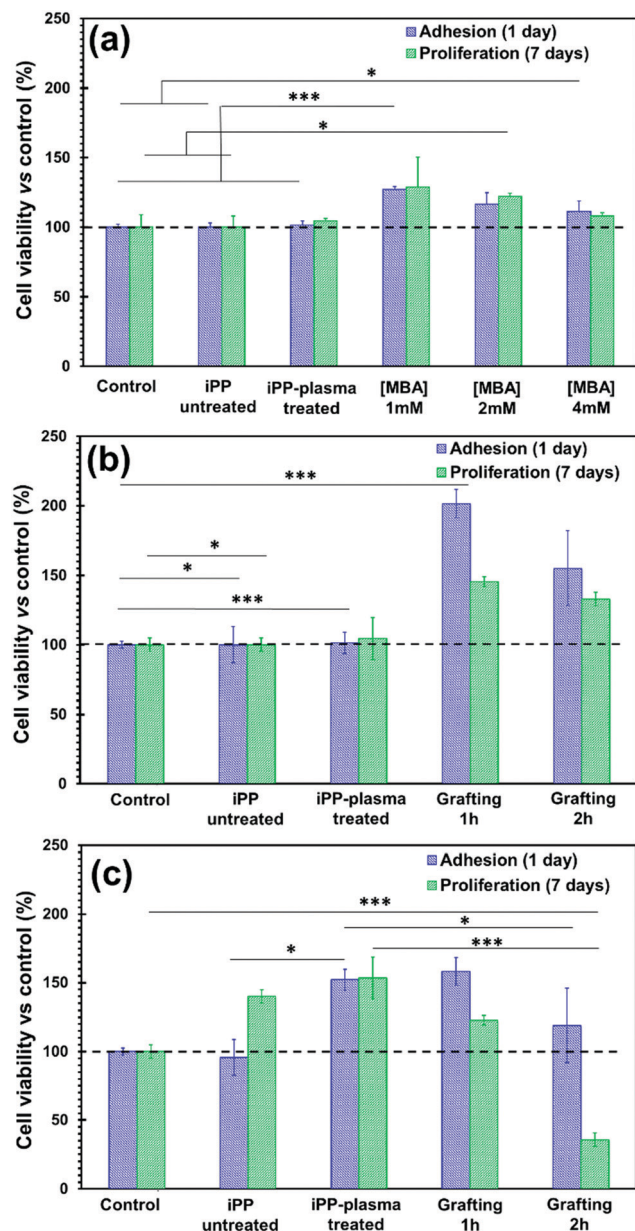 (a)
Adhesion (1 day)
Proliferation (7 days)
Cell viability vs control (%)
250
200
150
100
50
0
*
***
*
Control
iPP untreated
iPP-plasma treated
[MBA] 1mM
[MBA] 2mM
[MBA] 4mM
(b)
Adhesion (1 day)
Proliferation (7 days)
Cell viability vs control (%)
250
200
150
100
50
0
***
*
*
***
Control
iPP untreated
iPP-plasma treated
Grafting 1h
Grafting 2h
(c)
Adhesion (1 day)
Proliferation (7 days)
Cell viability vs control (%)
250
200
150
100
50
0
***
*
*
***
Control
iPP untreated
iPP-plasma treated
Grafting 1h
Grafting 2h